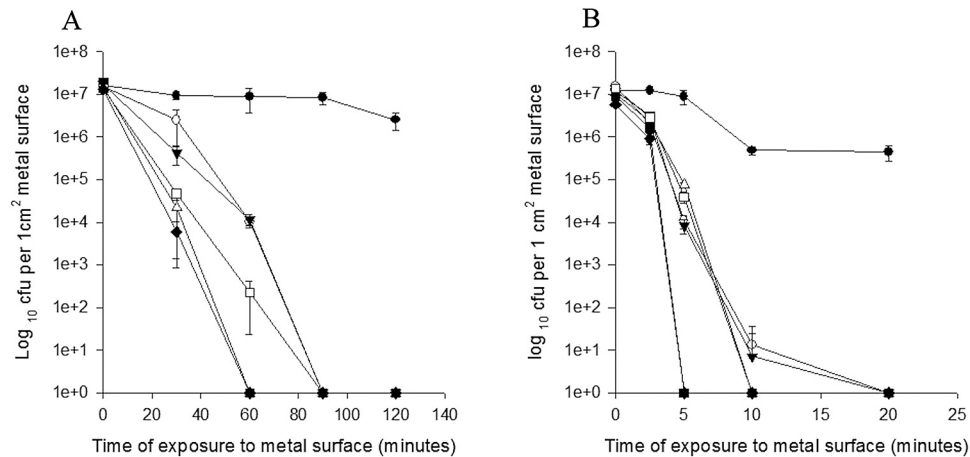 A
1e+8
1e+7
1e+6
1e+5
1e+4
1e+3
1e+2
1e+1
1e+0
0 20 40 60 80 100 120 140
Time of exposure to metal surface (minutes)
Log 10 cfu per 1cm2 metal surface
B
1e+8
1e+7
1e+6
1e+5
1e+4
1e+3
1e+2
1e+1
1e+0
0 5 10 15 20 25
Time of exposure to metal surface (minutes)
log 10 cfu per 1 cm2 metal surface